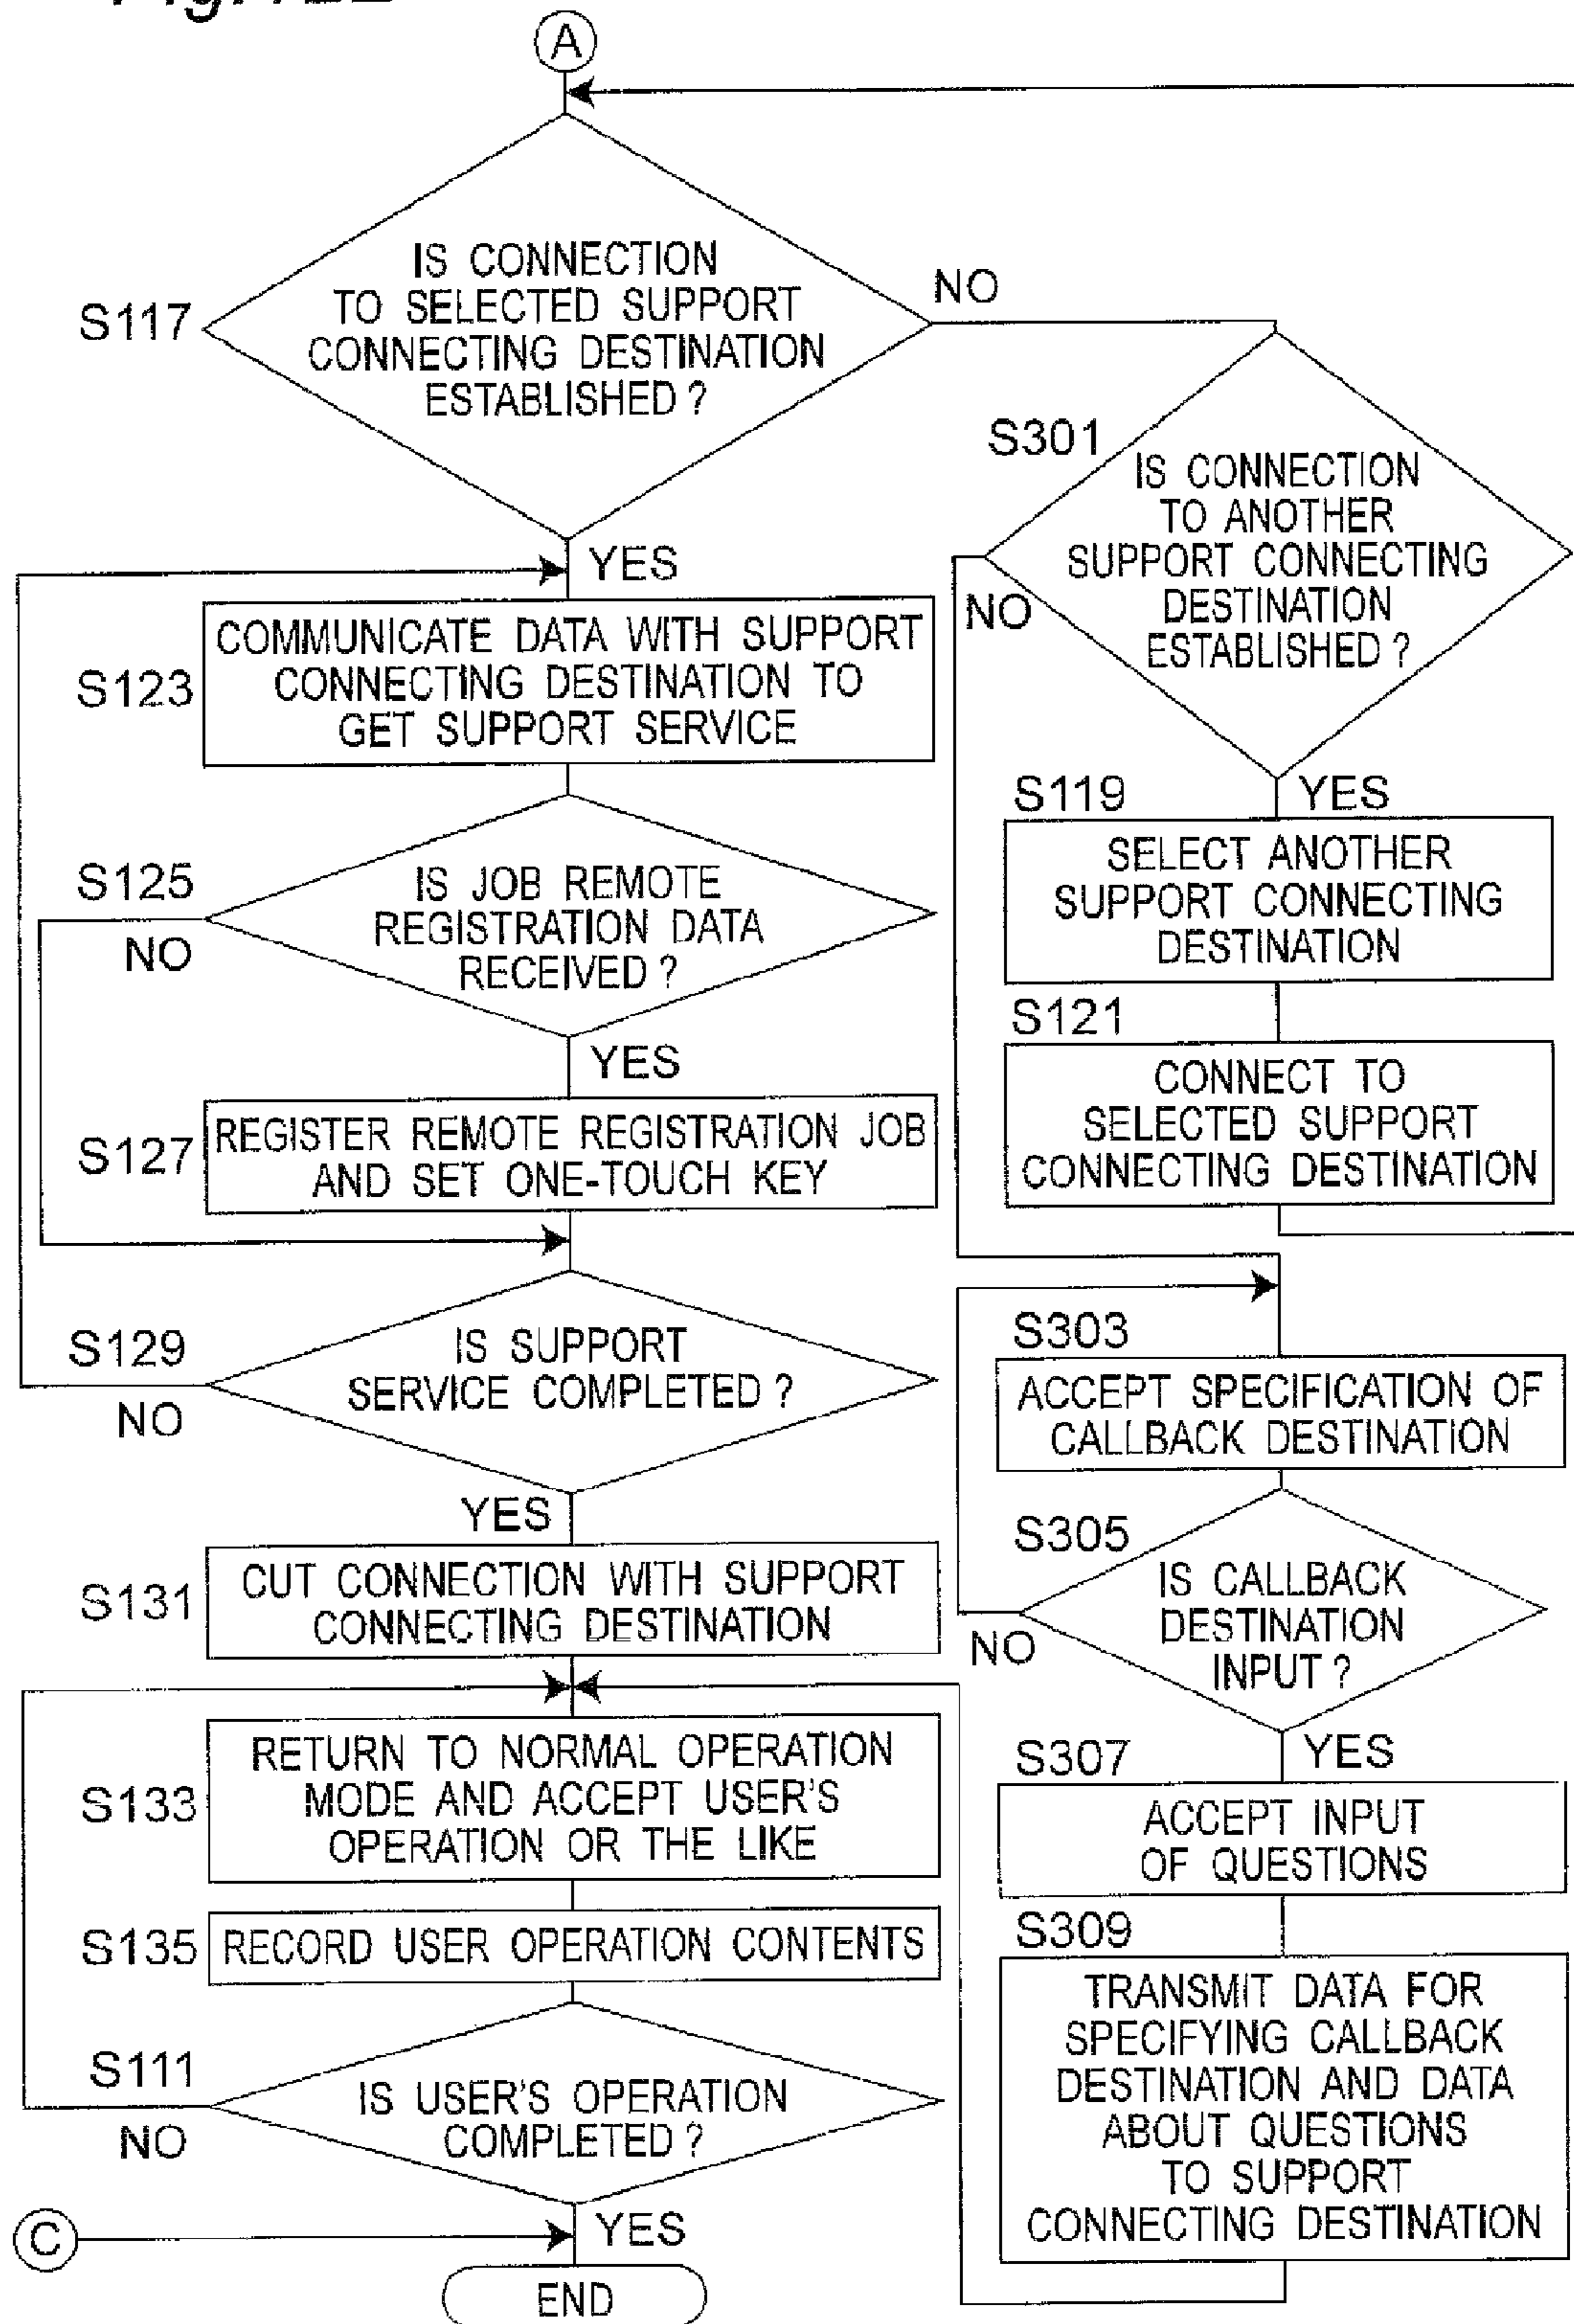 A
IS CONNECTION
TO SELECTED SUPPORT
CONNECTING DESTINATION
ESTABLISHED ?
S117
NO
YES
S301
IS CONNECTION
TO ANOTHER
SUPPORT CONNECTING
DESTINATION
ESTABLISHED ?
NO
YES
S123
COMMUNICATE DATA WITH SUPPORT
CONNECTING DESTINATION TO
GET SUPPORT SERVICE
S119
SELECT ANOTHER
SUPPORT CONNECTING
DESTINATION
S125
IS JOB REMOTE
REGISTRATION DATA
RECEIVED ?
NO
YES
S121
CONNECT TO
SELECTED SUPPORT
CONNECTING DESTINATION
S127
REGISTER REMOTE REGISTRATION JOB
AND SET ONE-TOUCH KEY
S129
IS SUPPORT
SERVICE COMPLETED ?
NO
YES
S303
ACCEPT SPECIFICATION OF
CALLBACK DESTINATION
S305
IS CALLBACK
DESTINATION
INPUT ?
NO
YES
S131
CUT CONNECTION WITH SUPPORT
CONNECTING DESTINATION
S133
RETURN TO NORMAL OPERATION
MODE AND ACCEPT USER'S
OPERATION OR THE LIKE
S307
ACCEPT INPUT
OF QUESTIONS
S135
RECORD USER OPERATION CONTENTS
S309
TRANSMIT DATA FOR
SPECIFYING CALLBACK
DESTINATION AND DATA
ABOUT QUESTIONS
TO SUPPORT
CONNECTING DESTINATION
S111
IS USER'S OPERATION
COMPLETED ?
NO
YES
C
END